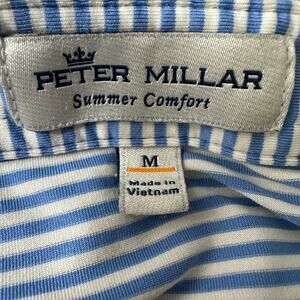 PETER MILLAR
Summer Comfort
M
Made in
Vietnam